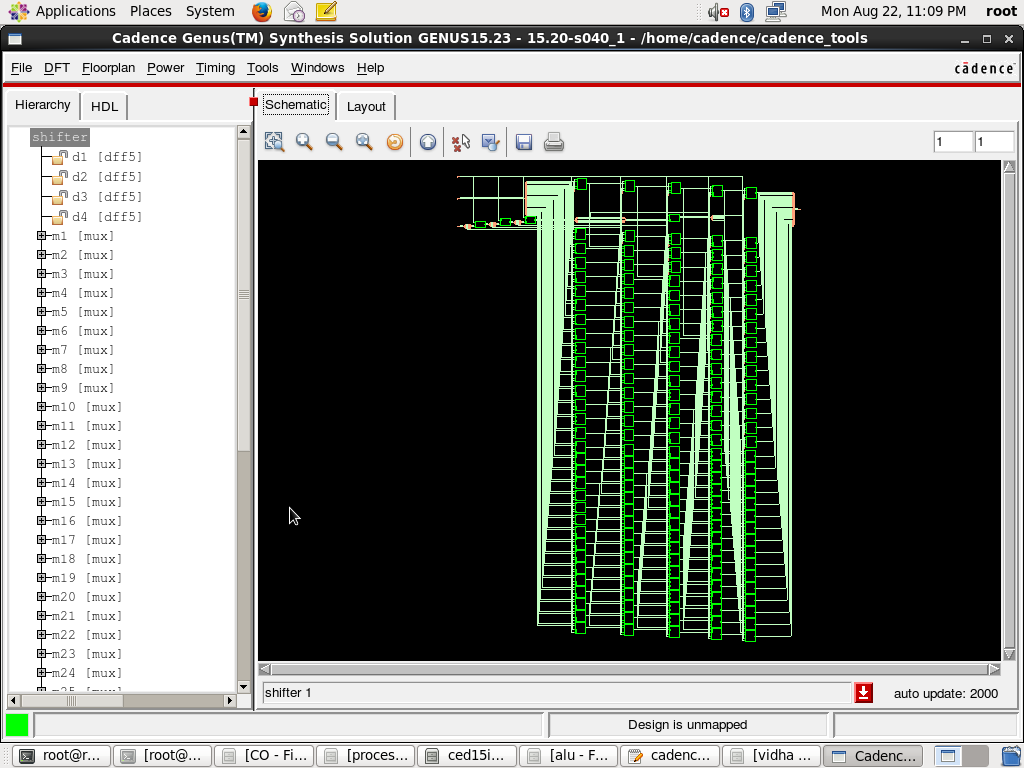 Applications Places System Mon Aug 22, 11:09 PM root
Cadence Genus(TM) Synthesis Solution GENUS15.23 - 15.20-s040_1 - /home/cadence/cadence_tools
File DFT Floorplan Power Timing Tools Windows Help cādence
Hierarchy HDL Schematic Layout
1 1
shifter
d1 [dff5]
d2 [dff5]
d3 [dff5]
d4 [dff5]
m1 [mux]
m2 [mux]
m3 [mux]
m4 [mux]
m5 [mux]
m6 [mux]
m7 [mux]
m8 [mux]
m9 [mux]
m10 [mux]
m11 [mux]
m12 [mux]
m13 [mux]
m14 [mux]
m15 [mux]
m16 [mux]
m17 [mux]
m18 [mux]
m19 [mux]
m20 [mux]
m21 [mux]
m22 [mux]
m23 [mux]
m24 [mux]
shifter 1 auto update: 2000
Design is unmapped
root@r... [root@... [CO - Fi... [proces... ced15i... [alu - F... cadenc... [vidha ... Cadenc...